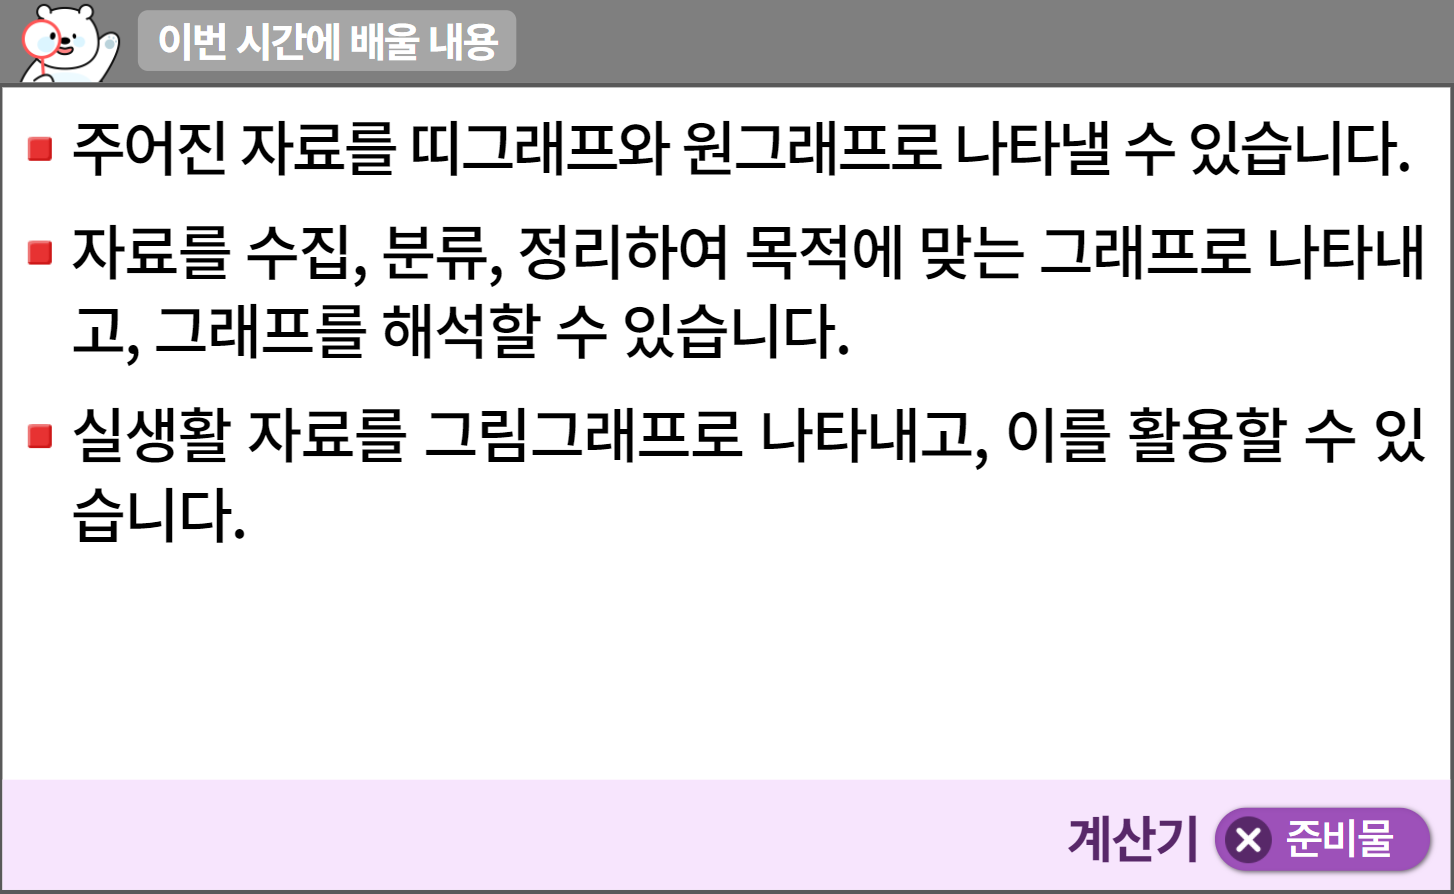 이번 시간에 배울 내용
주어진 자료를 띠그래프와 원그래프로 나타낼 수 있습니다.
자료를 수집, 분류, 정리하여 목적에 맞는 그래프로 나타내
고, 그래프를 해석할 수 있습니다.
실생활 자료를 그림그래프로 나타내고, 이를 활용할 수 있
습니다.
계산기 준비물